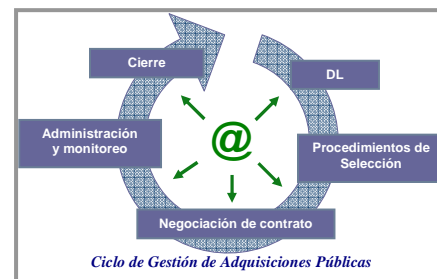 Cierre
DL
@
Administración
y monitoreo
Procedimientos de
Selección
Negociación de contrato
Ciclo de Gestión de Adquisiciones Públicas